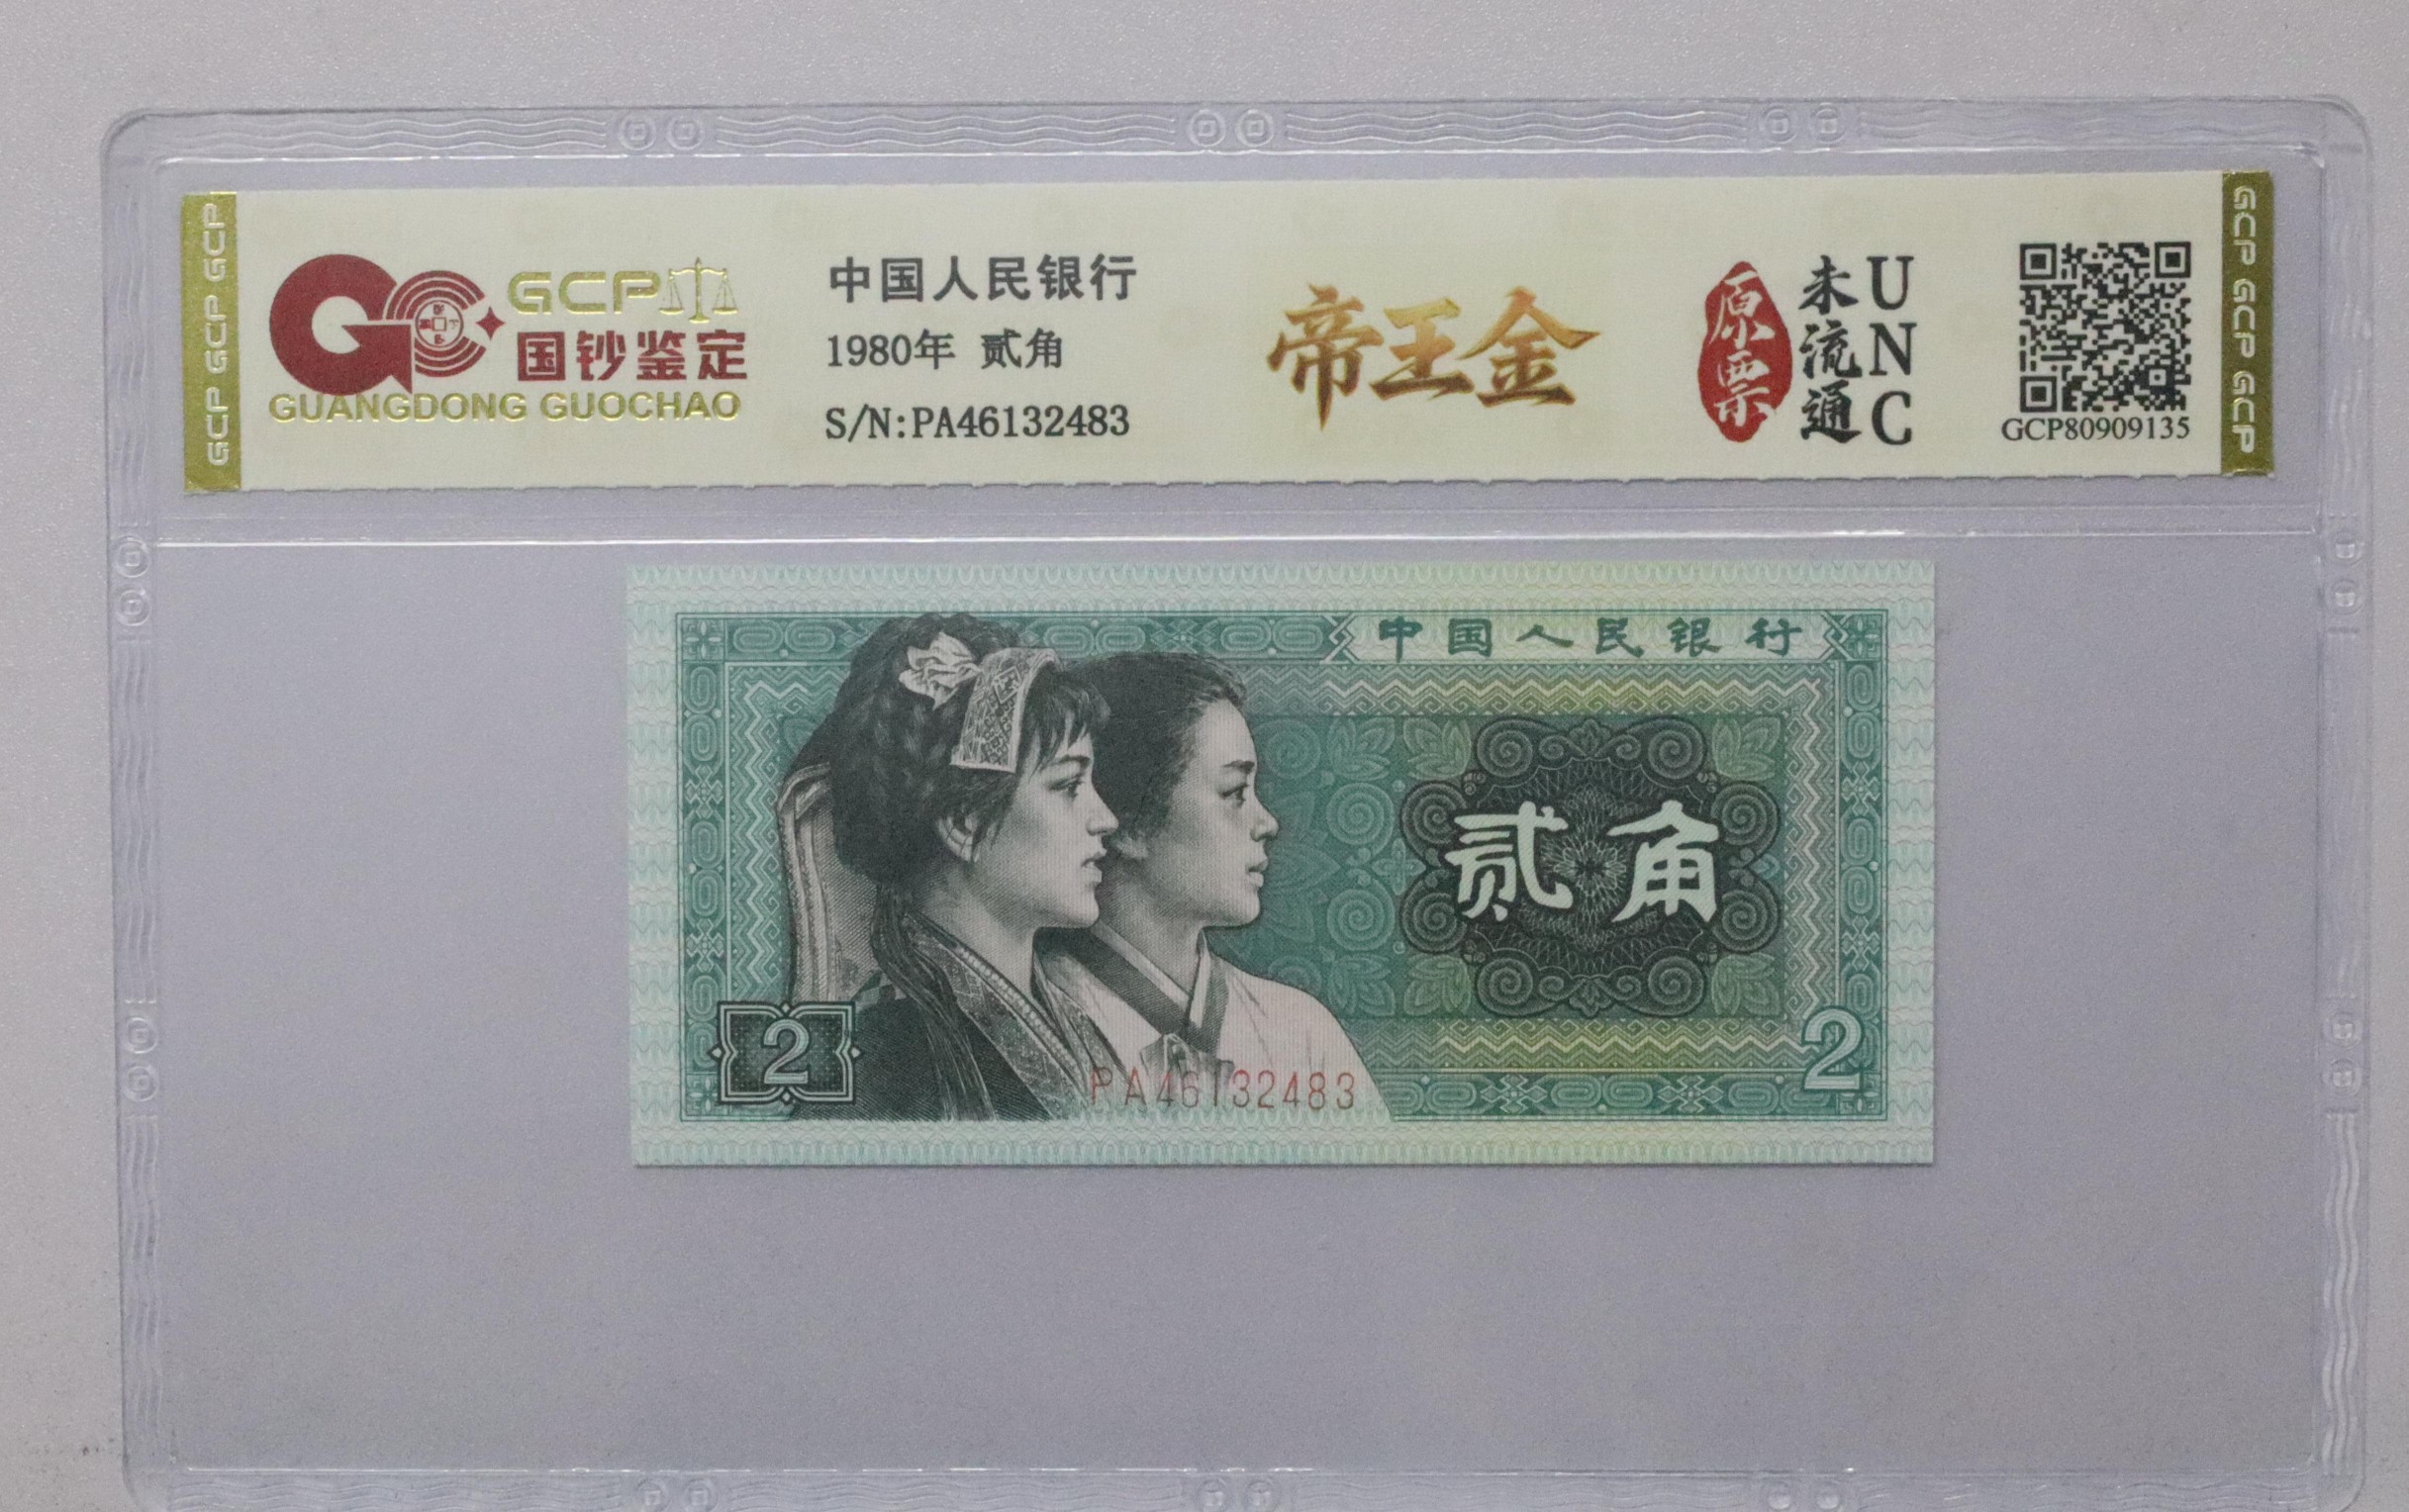 GCP GCP GCP
GCP
国钞鉴定
GUANGDONG GUOCHAO
中国人民银行
1980年 贰角
S/N:PA46132483
帝王金
原票
未流通
UNC
GCP80909135
GCP GCP GCP
中国人民银行
贰角
2
PA46132483
2